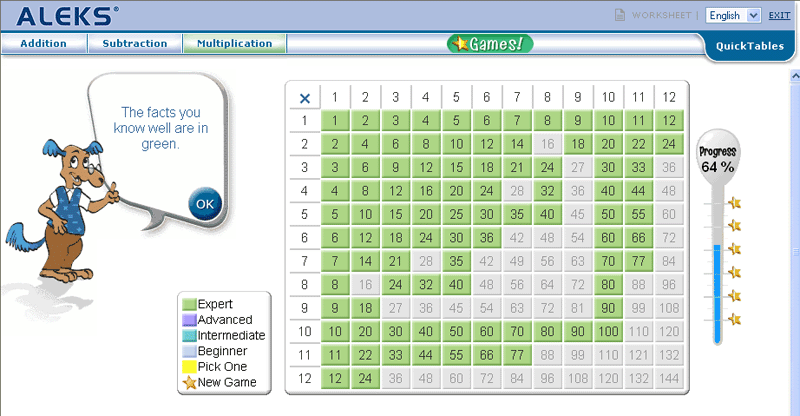 ALEKS®
WORKSHEET | English EXIT
Addition Subtraction Multiplication Games! QuickTables
The facts you
know well are in
green.
OK
× 1 2 3 4 5 6 7 8 9 10 11 12
1 1 2 3 4 5 6 7 8 9 10 11 12
2 2 4 6 8 10 12 14 16 18 20 22 24
3 3 6 9 12 15 18 21 24 27 30 33 36
4 4 8 12 16 20 24 28 32 36 40 44 48
5 5 10 15 20 25 30 35 40 45 50 55 60
6 6 12 18 24 30 36 42 48 54 60 66 72
7 7 14 21 28 35 42 49 56 63 70 77 84
8 8 16 24 32 40 48 56 64 72 80 88 96
9 9 18 27 36 45 54 63 72 81 90 99 108
10 10 20 30 40 50 60 70 80 90 100 110 120
11 11 22 33 44 55 66 77 88 99 110 121 132
12 12 24 36 48 60 72 84 96 108 120 132 144
Progress
64 %
Expert
Advanced
Intermediate
Beginner
Pick One
New Game